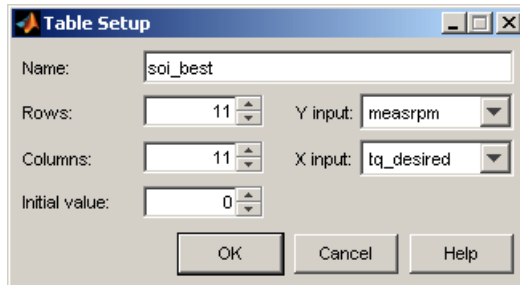 Table Setup
Name: soi_best
Rows: 11 Y input: measrpm
Columns: 11 X input: tq_desired
Initial value: 0
OK Cancel Help